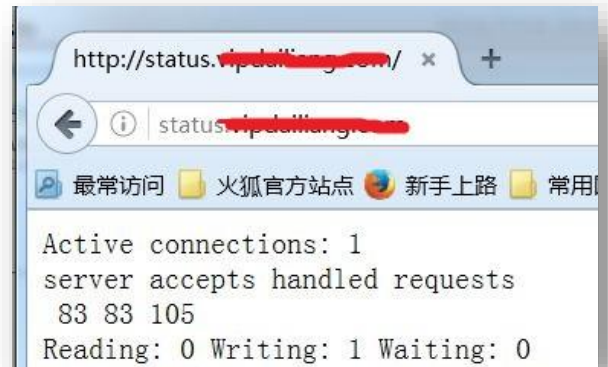 http://status. / × +
status.
最常访问 火狐官方站点 新手上路 常用
Active connections: 1
server accepts handled requests
83 83 105
Reading: 0 Writing: 1 Waiting: 0